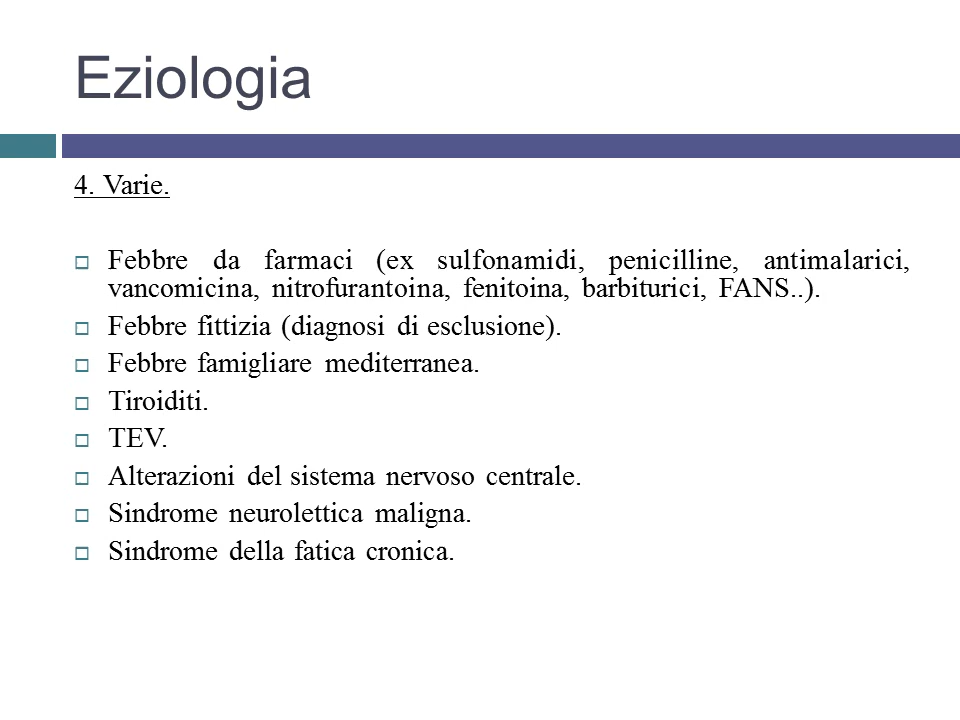 Eziologia
4. Varie.
Febbre da farmaci (ex sulfonamidi, penicilline, antimalarici,
vancomicina, nitrofurantoina, fenitoina, barbiturici, FANS..).
Febbre fittizia (diagnosi di esclusione).
Febbre famigliare mediterranea.
Tiroiditi.
TEV.
Alterazioni del sistema nervoso centrale.
Sindrome neurolettica maligna.
Sindrome della fatica cronica.